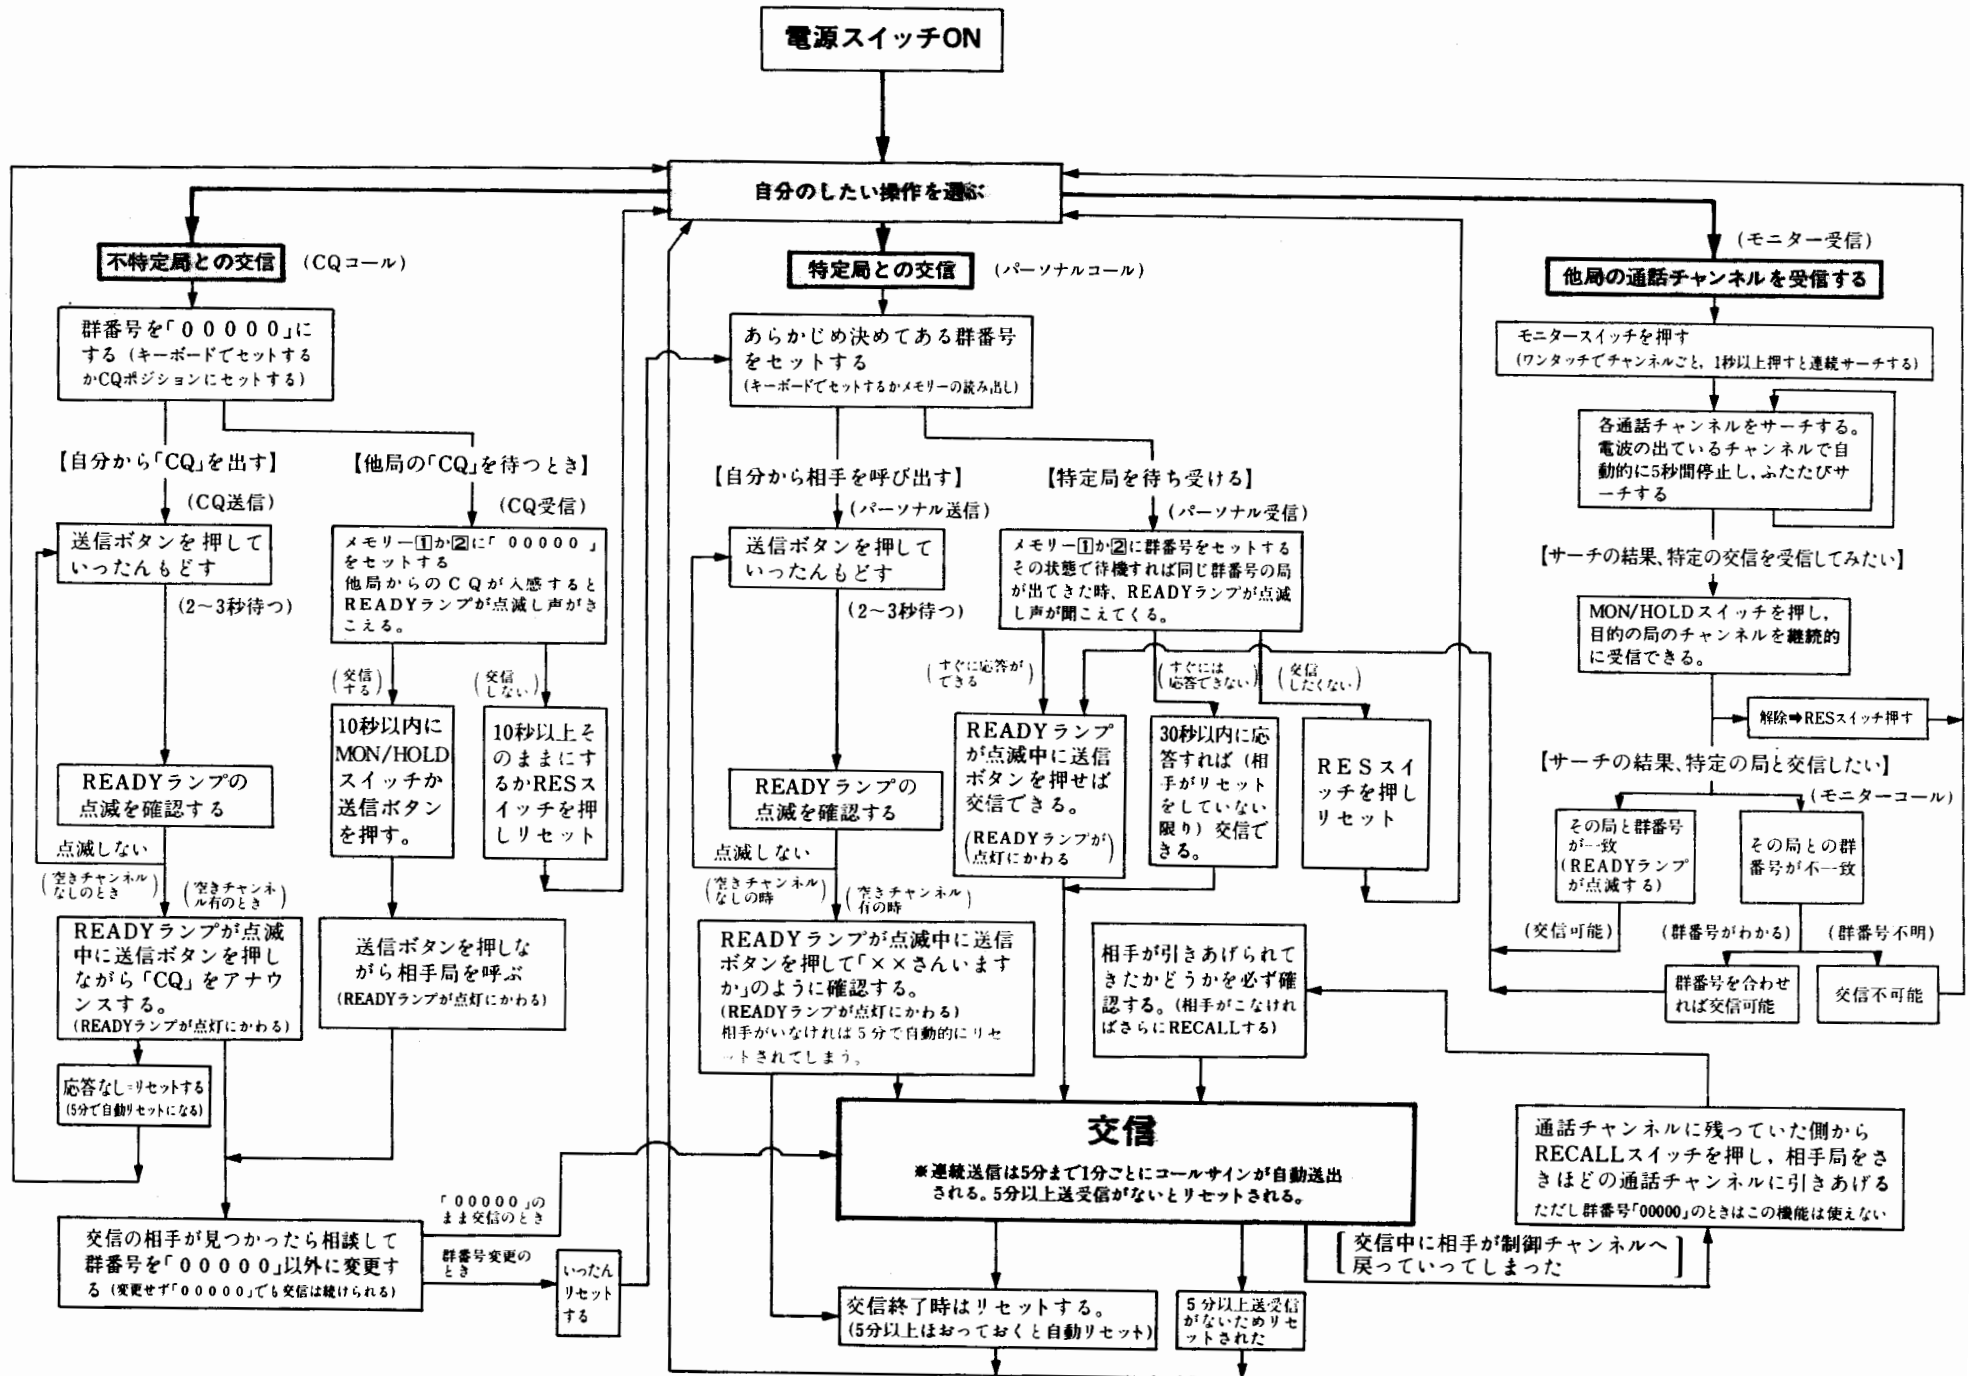 電源スイッチON
自分のしたい操作を選ぶ
不特定局との交信
(CQコール)
群番号を「００００００」に
する(キーボードでセットする
かCQポジションにセットする)
【自分から「CQ」を出す】
(CQ送信)
送信ボタンを押して
いったんもどす
(2～3秒待つ)
READYランプの
点滅を確認する
点滅しない
(空きチャンネル
なしのとき)
(空きチャンネ
ル有のとき)
READYランプが点滅
中に送信ボタンを押し
ながら「CQ」をアナウ
ンスする。
(READYランプが点灯にかわる)
応答なし=リセットする
(5分で自動リセットになる)
【他局の「CQ」を待つとき】
(CQ受信)
メモリー1か2に「 00000 」
をセットする
他局からのCQが入感すると
READYランプが点滅し声がき
こえる。
(交信
する)
(交信
しない)
10秒以内に
MON/HOLD
スイッチか
送信ボタン
を押す。
10秒以上そ
のままにす
るかRESス
イッチを押
しリセット
送信ボタンを押しな
がら相手局を呼ぶ
(READYランプが点灯にかわる)
交信の相手が見つかったら相談して
群番号を「00000」以外に変更す
る(変更せず「00000」でも交信は続けられる)
「00000」の
まま交信のとき
群番号変更の
とき
いったん
リセット
する
特定局との交信
(パーソナルコール)
あらかじめ決めてある群番号
をセットする
(キーボードでセットするかメモリーの読み出し)
【自分から相手を呼び出す】
(パーソナル送信)
送信ボタンを押して
いったんもどす
(2～3秒待つ)
READYランプの
点滅を確認する
点滅しない
(空きチャンネル
なしの時)
(空きチャンネル
有の時)
READYランプが点滅中に送信
ボタンを押して「××さんいます
か」のように確認する。
(READYランプが点灯にかわる)
相手がいなければ5分で自動的にリセ
ットされてしまう。
【特定局を待ち受ける】
(パーソナル受信)
メモリー1か2に群番号をセットする
その状態で待機すれば同じ群番号の局
が出てきた時、READYランプが点滅
し声が聞こえてくる。
(すぐに応答が
できる)
(すぐには
応答できない)
(交信
したくない)
READYランプ
が点滅中に送信
ボタンを押せば
交信できる。
(READYランプが
点灯にかわる)
30秒以内に応
答すれば(相
手がリセット
をしていない
限り)交信で
きる。
RESスイ
ッチを押し
リセット
相手が引きあげられて
きたかどうかを必ず確
認する。(相手がこなけれ
ばさらにRECALLする)
交信
※連続送信は5分まで1分ごとにコールサインが自動送出
される。5分以上送受信がないとリセットされる。
交信終了時はリセットする。
(5分以上ほおっておくと自動リセット)
5分以上送受信
がないためリセ
ットされた
[交信中に相手が制御チャンネルへ
戻っていってしまった]
(モニター受信)
他局の通話チャンネルを受信する
モニタースイッチを押す
(ワンタッチでチャンネルごと，1秒以上押すと連続サーチする)
各通話チャンネルをサーチする。
電波の出ているチャンネルで自
動的に5秒間停止し，ふたたびサ
ーチする
【サーチの結果、特定の交信を受信してみたい】
MON/HOLDスイッチを押し，
目的の局のチャンネルを継続的
に受信できる。
解除⇒RESスイッチ押す
【サーチの結果、特定の局と交信したい】
(モニターコール)
その局と群番号
が一致
(READYランプ
が点滅する)
その局との群
番号が不一致
(交信可能)
(群番号がわかる)
(群番号不明)
群番号を合わせ
れば交信可能
交信不可能
通話チャンネルに残っていた側から
RECALLスイッチを押し，相手局をさ
きほどの通話チャンネルに引きあげる
ただし群番号「00000」のときはこの機能は使えない